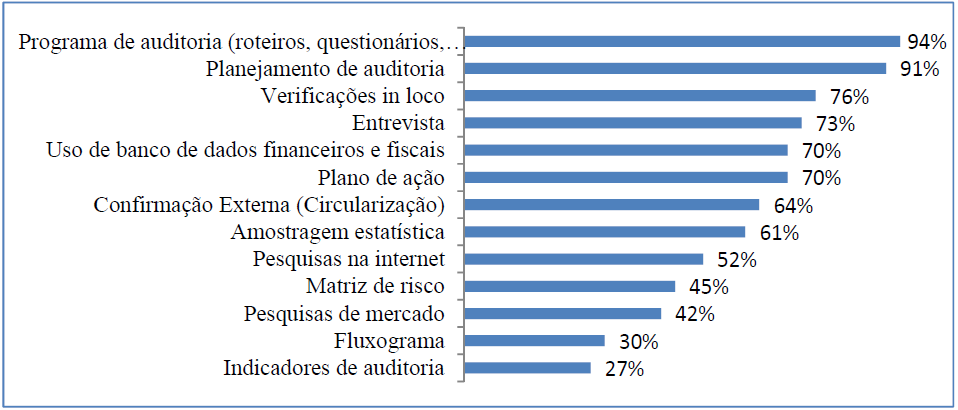 Programa de auditoria (roteiros, questionários,… 94%
Planejamento de auditoria 91%
Verificações in loco 76%
Entrevista 73%
Uso de banco de dados financeiros e fiscais 70%
Plano de ação 70%
Confirmação Externa (Circularização) 64%
Amostragem estatística 61%
Pesquisas na internet 52%
Matriz de risco 45%
Pesquisas de mercado 42%
Fluxograma 30%
Indicadores de auditoria 27%